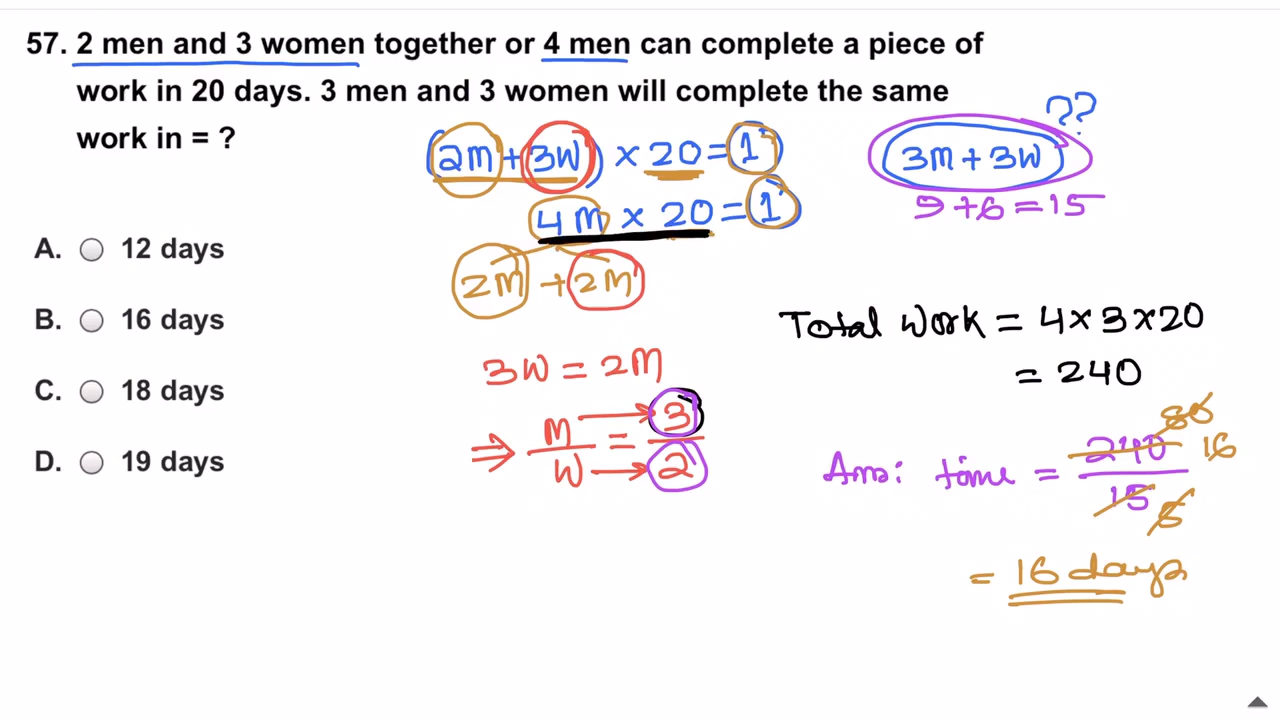 57. 2 men and 3 women together or 4 men can complete a piece of
work in 20 days. 3 men and 3 women will complete the same
work in = ?
(2M + 3W) × 20 = 1
4M × 20 = 1
2M + 2M
3W = 2M
⇒ M/W = 3/2
??
3M + 3W
9 + 6 = 15
A. 12 days
B. 16 days
C. 18 days
D. 19 days
Total Work = 4 × 3 × 20
= 240
80
Ans: time = 240/15 16
5
= 16 days